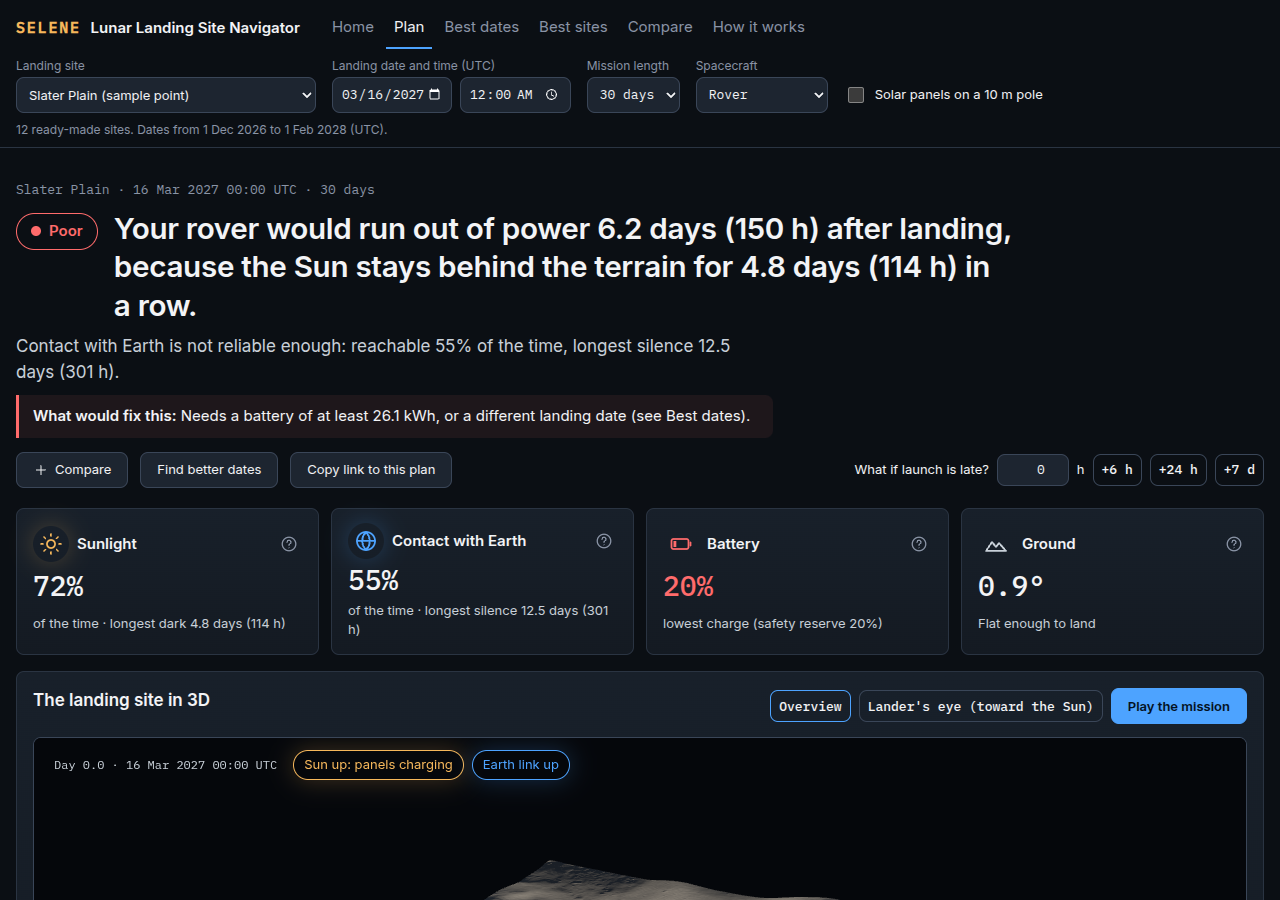 SELENE Lunar Landing Site Navigator Home Plan Best dates Best sites Compare How it works
Landing site Landing date and time (UTC) Mission length Spacecraft
Slater Plain (sample point) 03/16/2027 12:00 AM 30 days Rover Solar panels on a 10 m pole
12 ready-made sites. Dates from 1 Dec 2026 to 1 Feb 2028 (UTC).
Slater Plain · 16 Mar 2027 00:00 UTC · 30 days
Poor
Your rover would run out of power 6.2 days (150 h) after landing,
because the Sun stays behind the terrain for 4.8 days (114 h) in
a row.
Contact with Earth is not reliable enough: reachable 55% of the time, longest silence 12.5
days (301 h).
What would fix this: Needs a battery of at least 26.1 kWh, or a different landing date (see Best dates).
+ Compare Find better dates Copy link to this plan What if launch is late? 0 h +6 h +24 h +7 d
Sunlight ?
72%
of the time · longest dark 4.8 days (114 h)
Contact with Earth ?
55%
of the time · longest silence 12.5 days (301
h)
Battery ?
20%
lowest charge (safety reserve 20%)
Ground ?
0.9°
Flat enough to land
The landing site in 3D Overview Lander's eye (toward the Sun) Play the mission
Day 0.0 · 16 Mar 2027 00:00 UTC Sun up: panels charging Earth link up